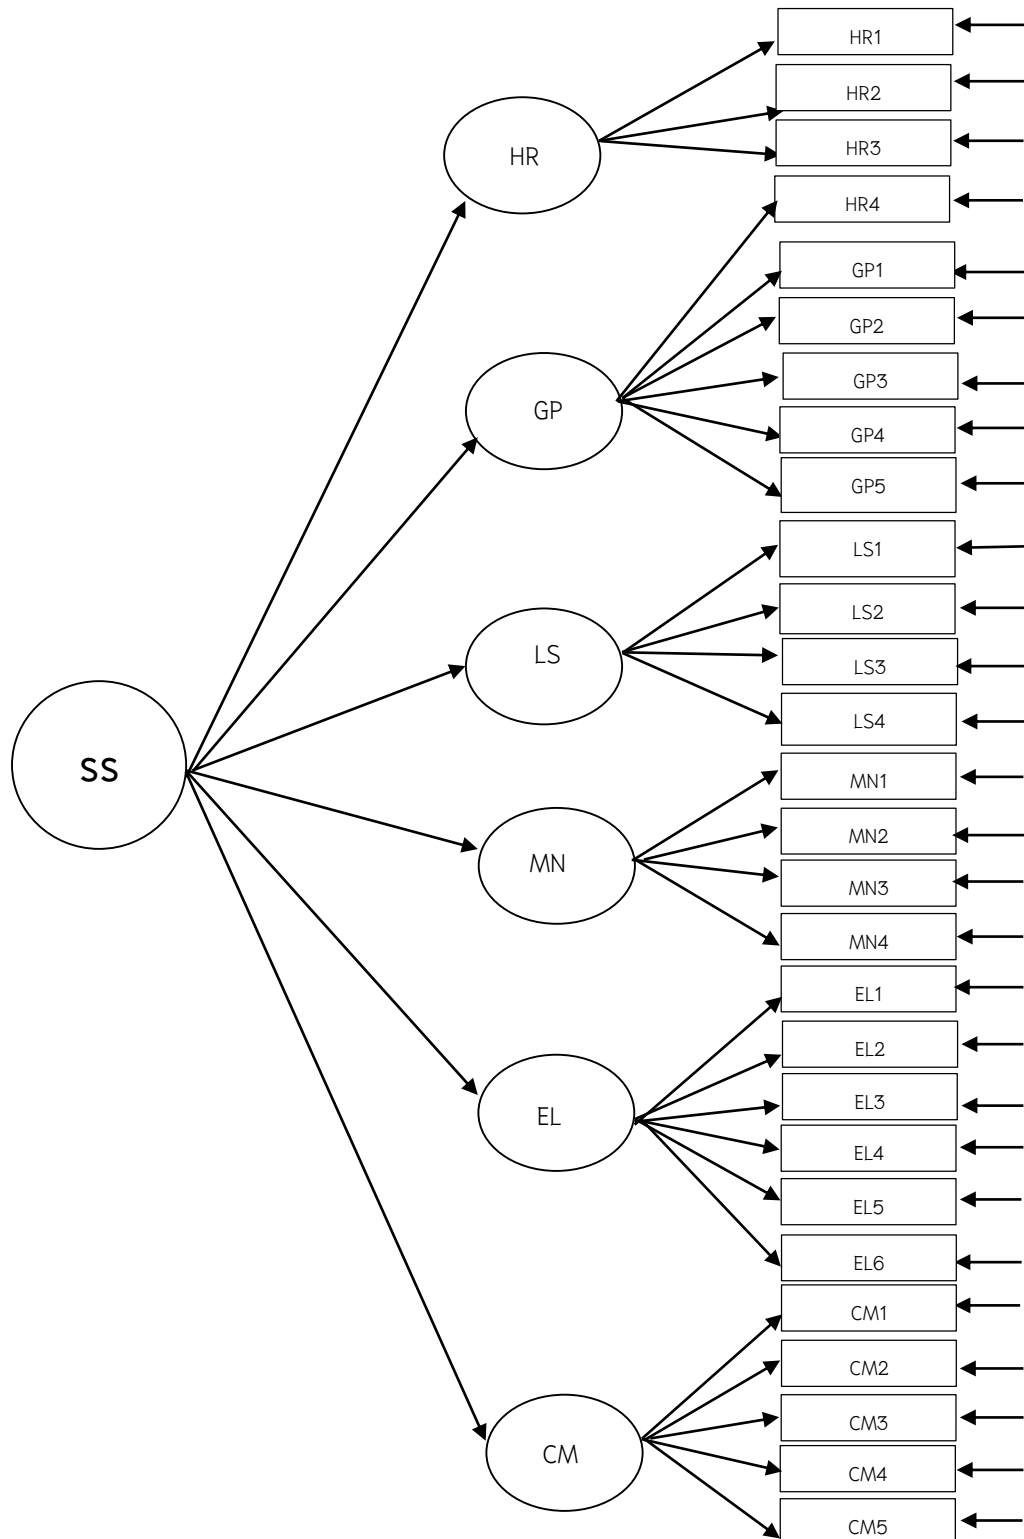 SS
HR
GP
LS
MN
EL
CM
HR1
HR2
HR3
HR4
GP1
GP2
GP3
GP4
GP5
LS1
LS2
LS3
LS4
MN1
MN2
MN3
MN4
EL1
EL2
EL3
EL4
EL5
EL6
CM1
CM2
CM3
CM4
CM5